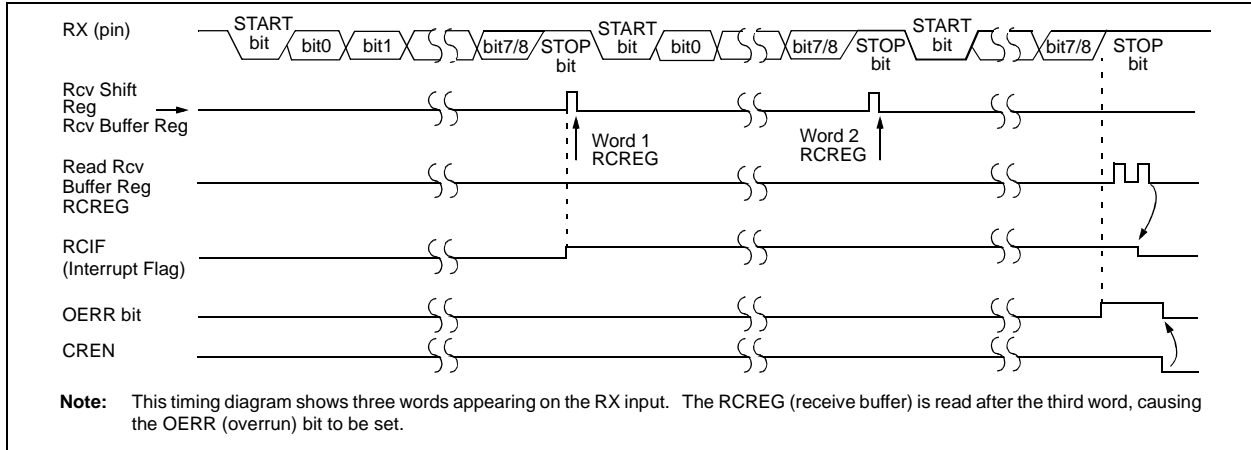 RX (pin)
START
bit
bit0
bit1
bit7/8
STOP
bit
START
bit
bit0
bit7/8
STOP
bit
START
bit
bit7/8
STOP
bit
Rcv Shift
Reg
Rcv Buffer Reg
Word 1
RCREG
Word 2
RCREG
Read Rcv
Buffer Reg
RCREG
RCIF
(Interrupt Flag)
OERR bit
CREN
Note: This timing diagram shows three words appearing on the RX input. The RCREG (receive buffer) is read after the third word, causing
the OERR (overrun) bit to be set.